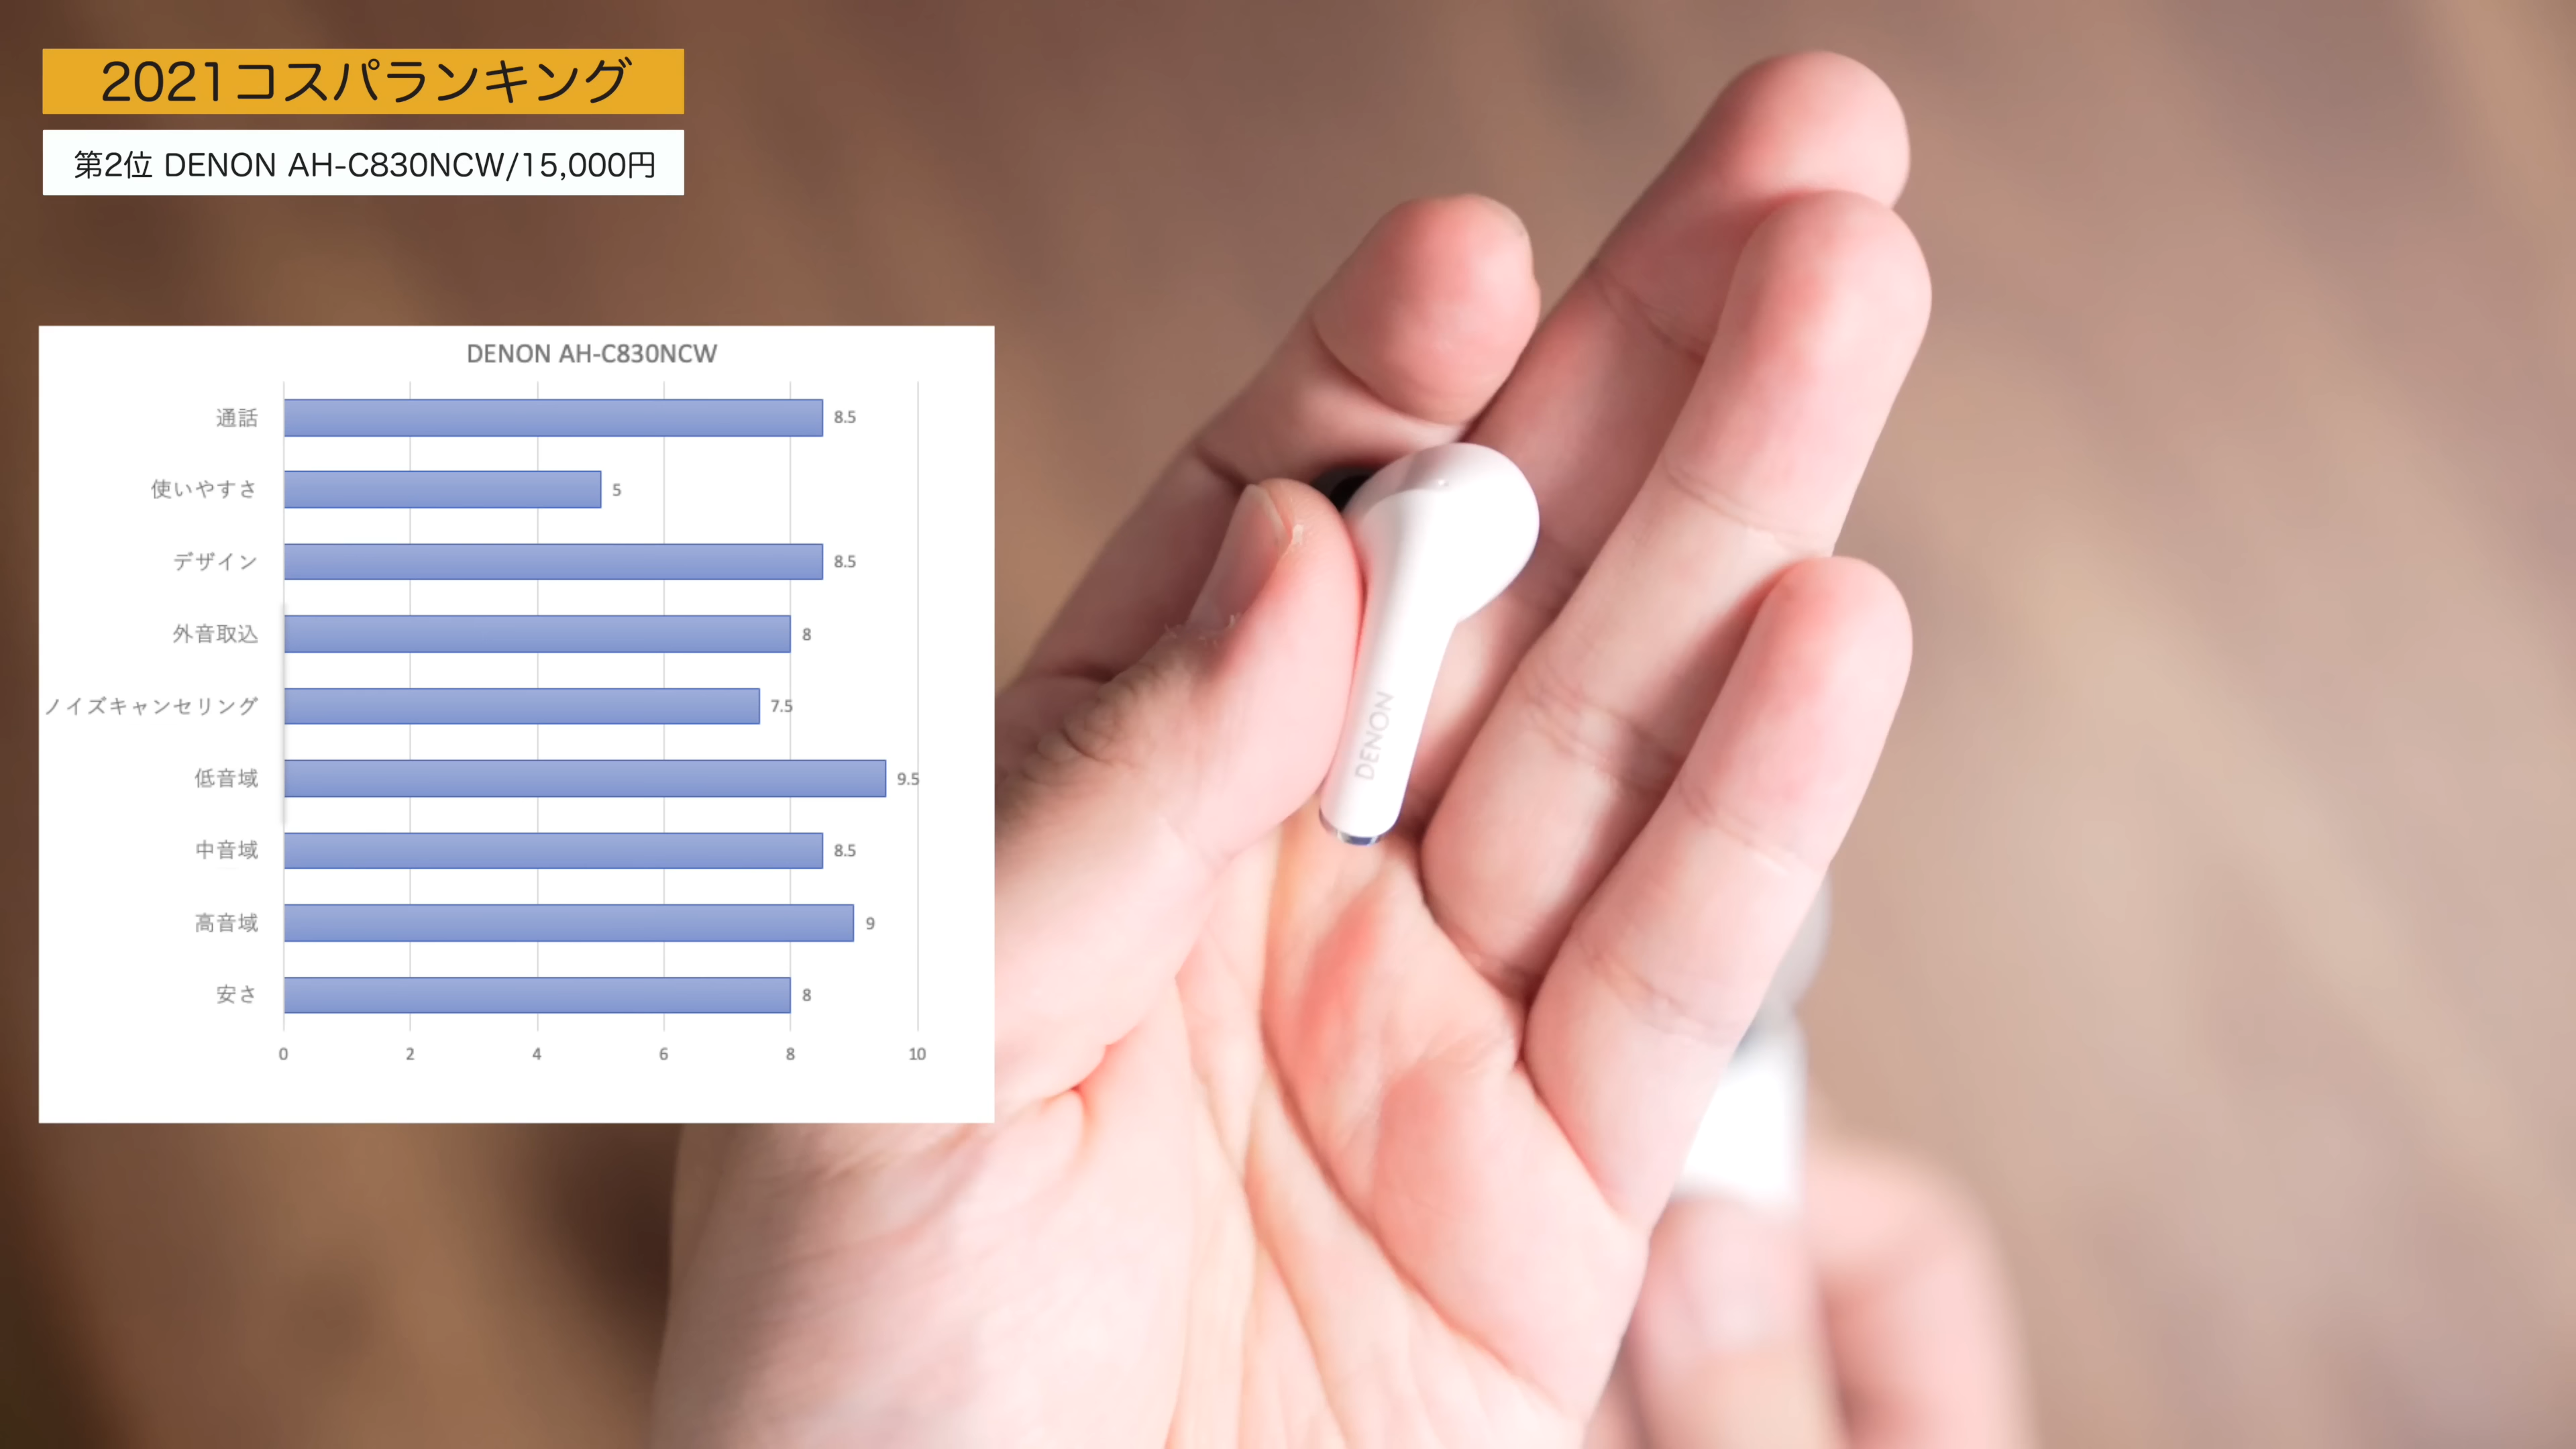 2021コスパランキング
第2位 DENON AH-C830NCW/15,000円
DENON AH-C830NCW
通話 8.5
使いやすさ 5
デザイン 8.5
外音取込 8
ノイズキャンセリング 7.5
低音域 9.5
中音域 8.5
高音域 9
安さ 8
0 2 4 6 8 10
DENON